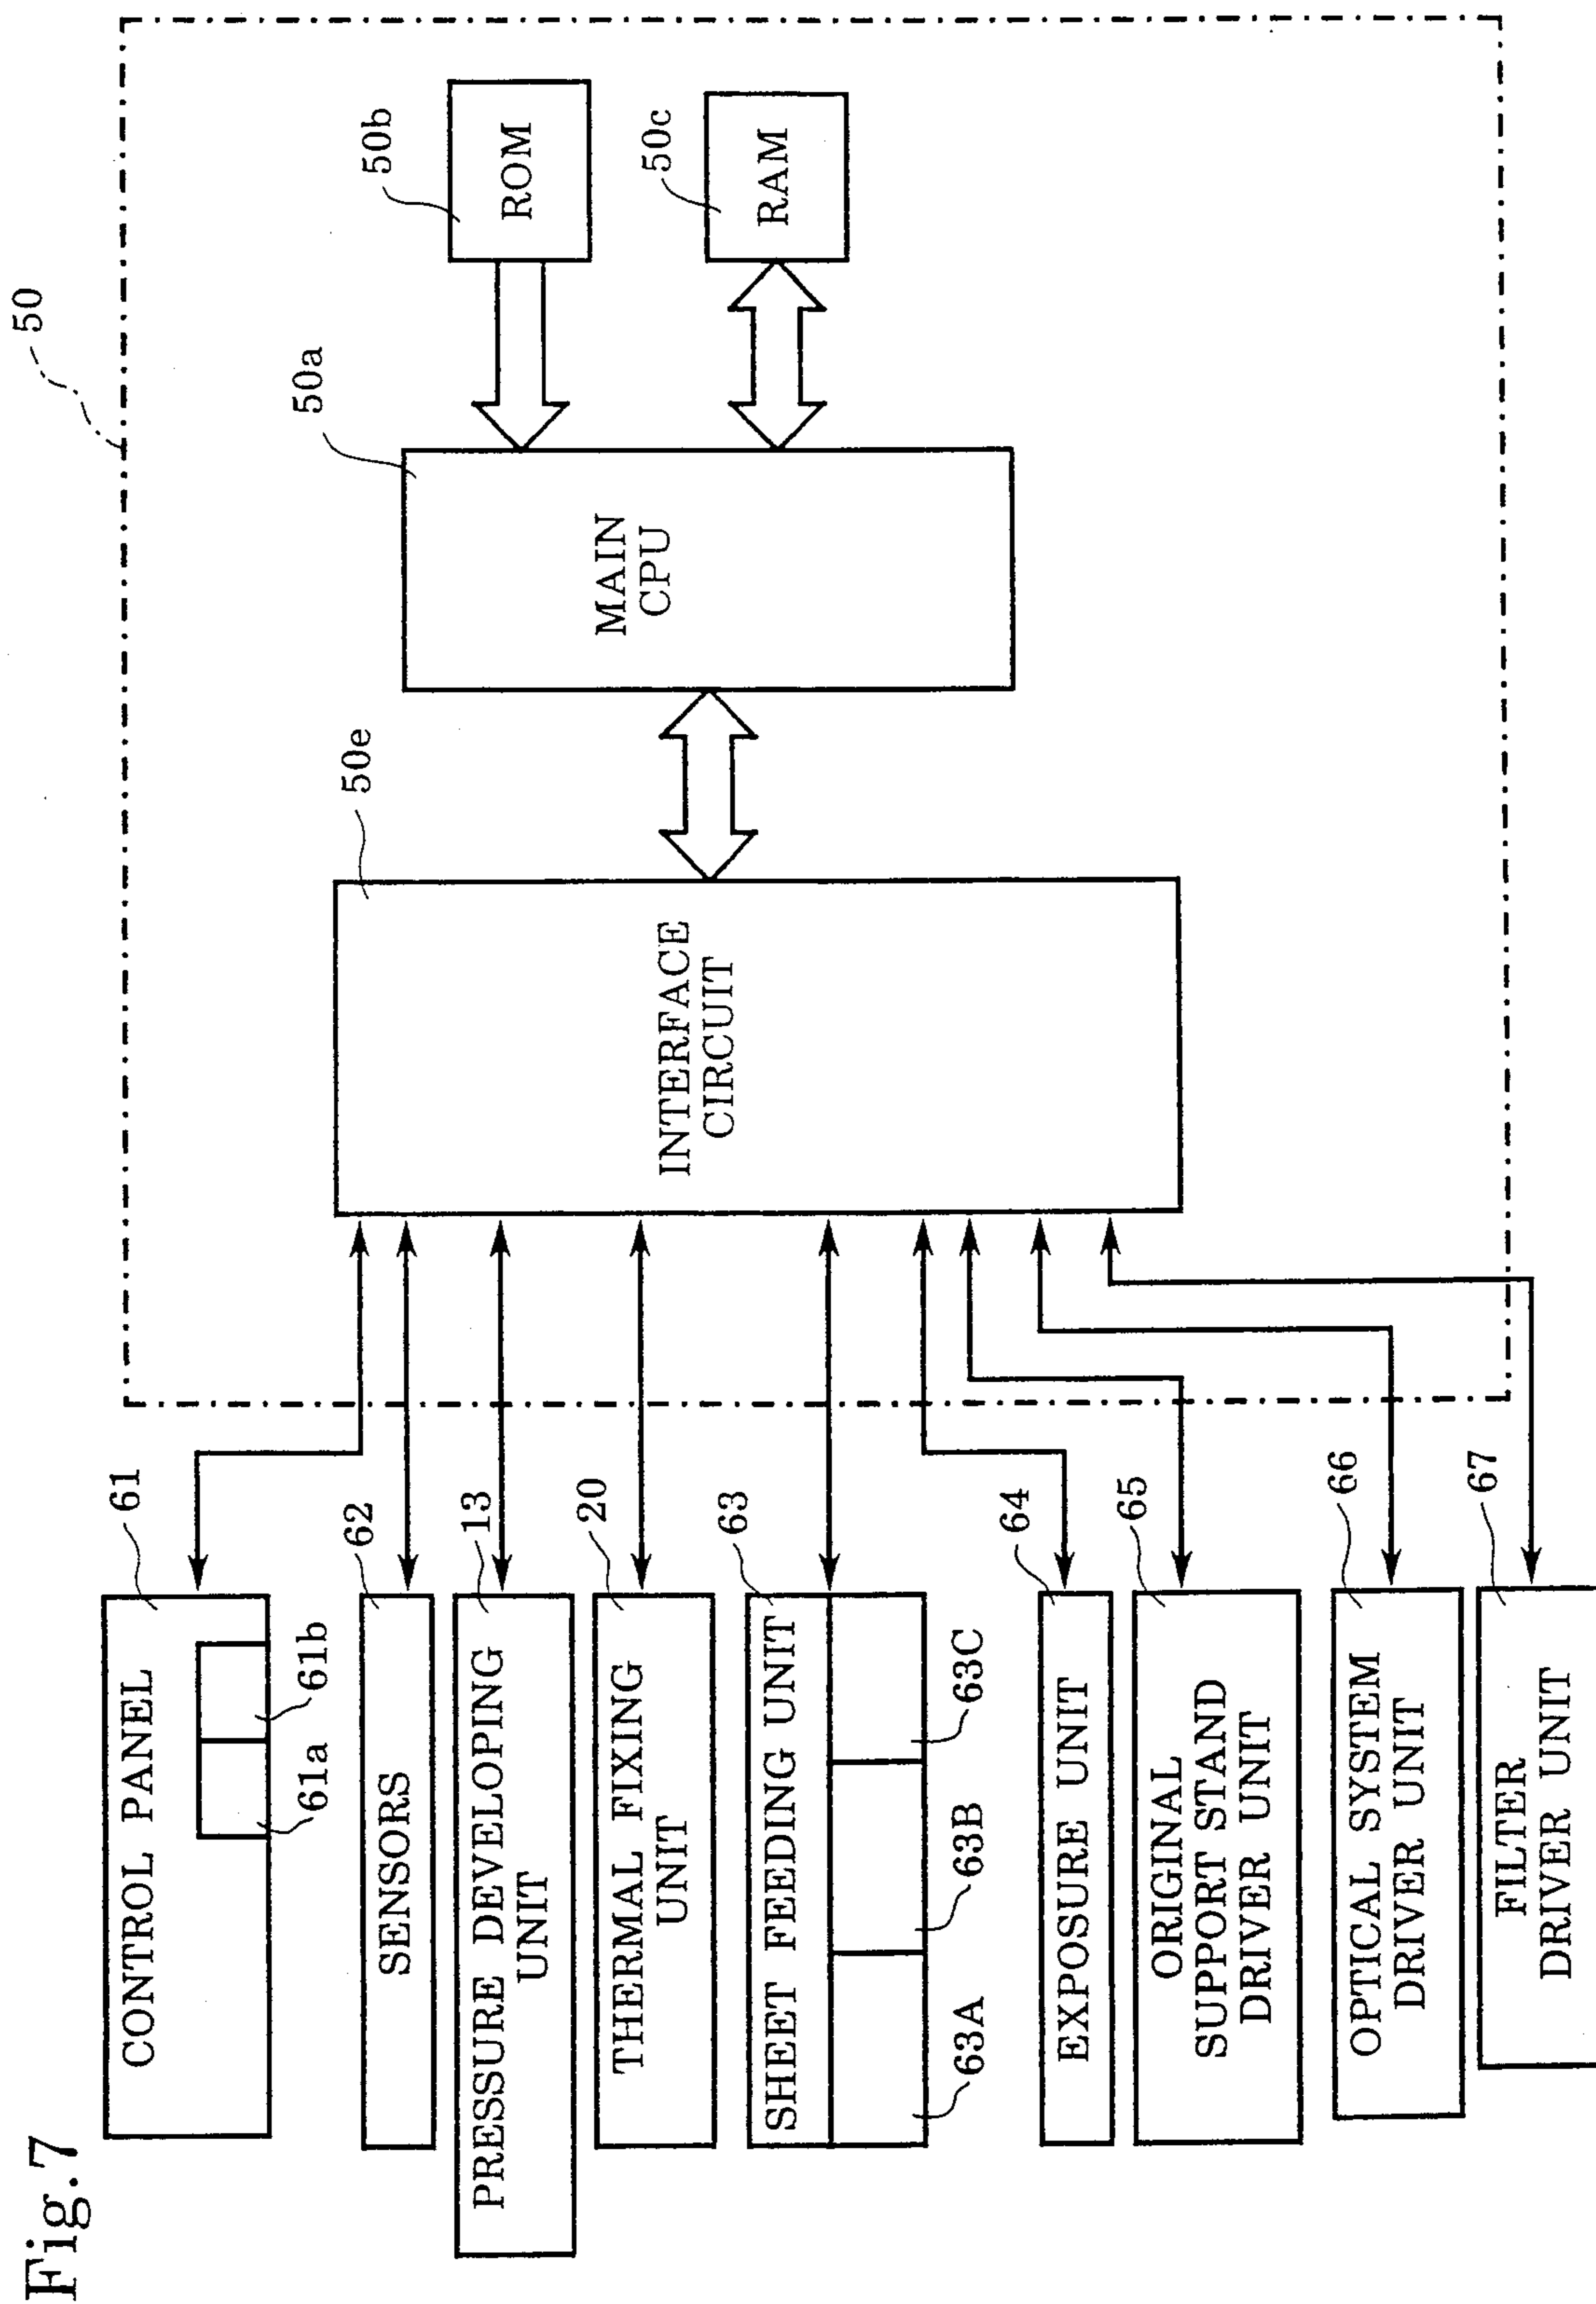 Fig.7
50
CONTROL PANEL
61
61a
61b
SENSORS
62
PRESSURE DEVELOPING
UNIT
13
THERMAL FIXING
UNIT
20
SHEET FEEDING UNIT
63
63A
63B
63C
EXPOSURE UNIT
64
ORIGINAL
SUPPORT STAND
DRIVER UNIT
65
OPTICAL SYSTEM
DRIVER UNIT
66
FILTER
DRIVER UNIT
67
INTERFACE
CIRCUIT
50e
MAIN
CPU
50a
ROM
50b
RAM
50c